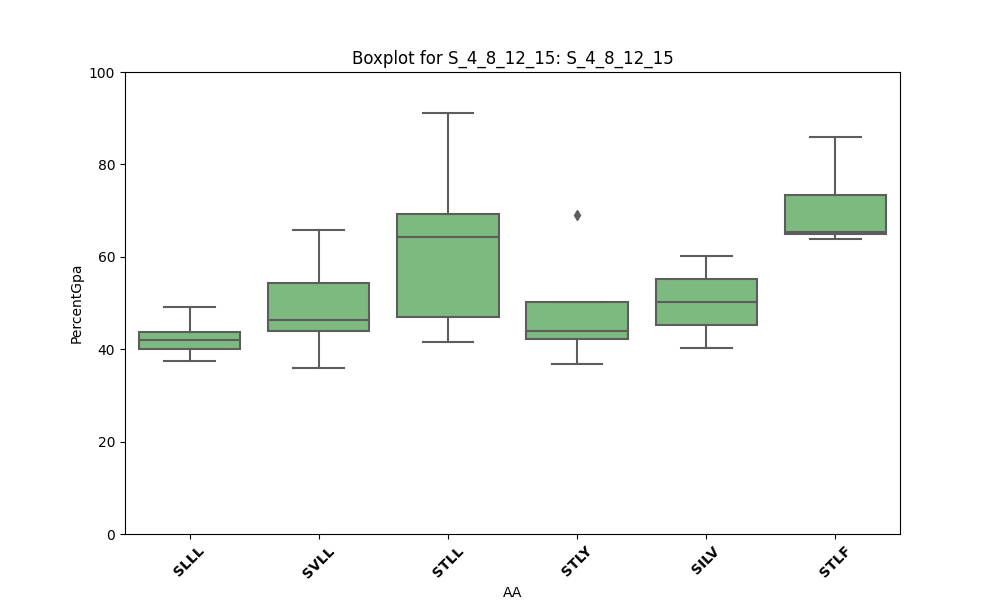 Boxplot for S_4_8_12_15: S_4_8_12_15
100
80
60
40
20
0
PercentGpa
SLLL
SVLL
STLL
STLY
SILV
STLF
AA